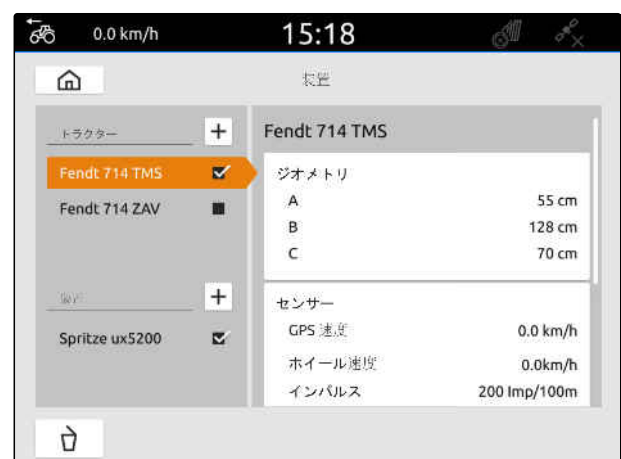 0.0 km/h
15:18
装置
トラクター
Fendt 714 TMS
Fendt 714 ZAV
Spritze ux5200
Fendt 714 TMS
ジオメトリ
A 55 cm
B 128 cm
C 70 cm
センサー
GPS 速度 0.0 km/h
ホイール速度 0.0km/h
インパルス 200 Imp/100m